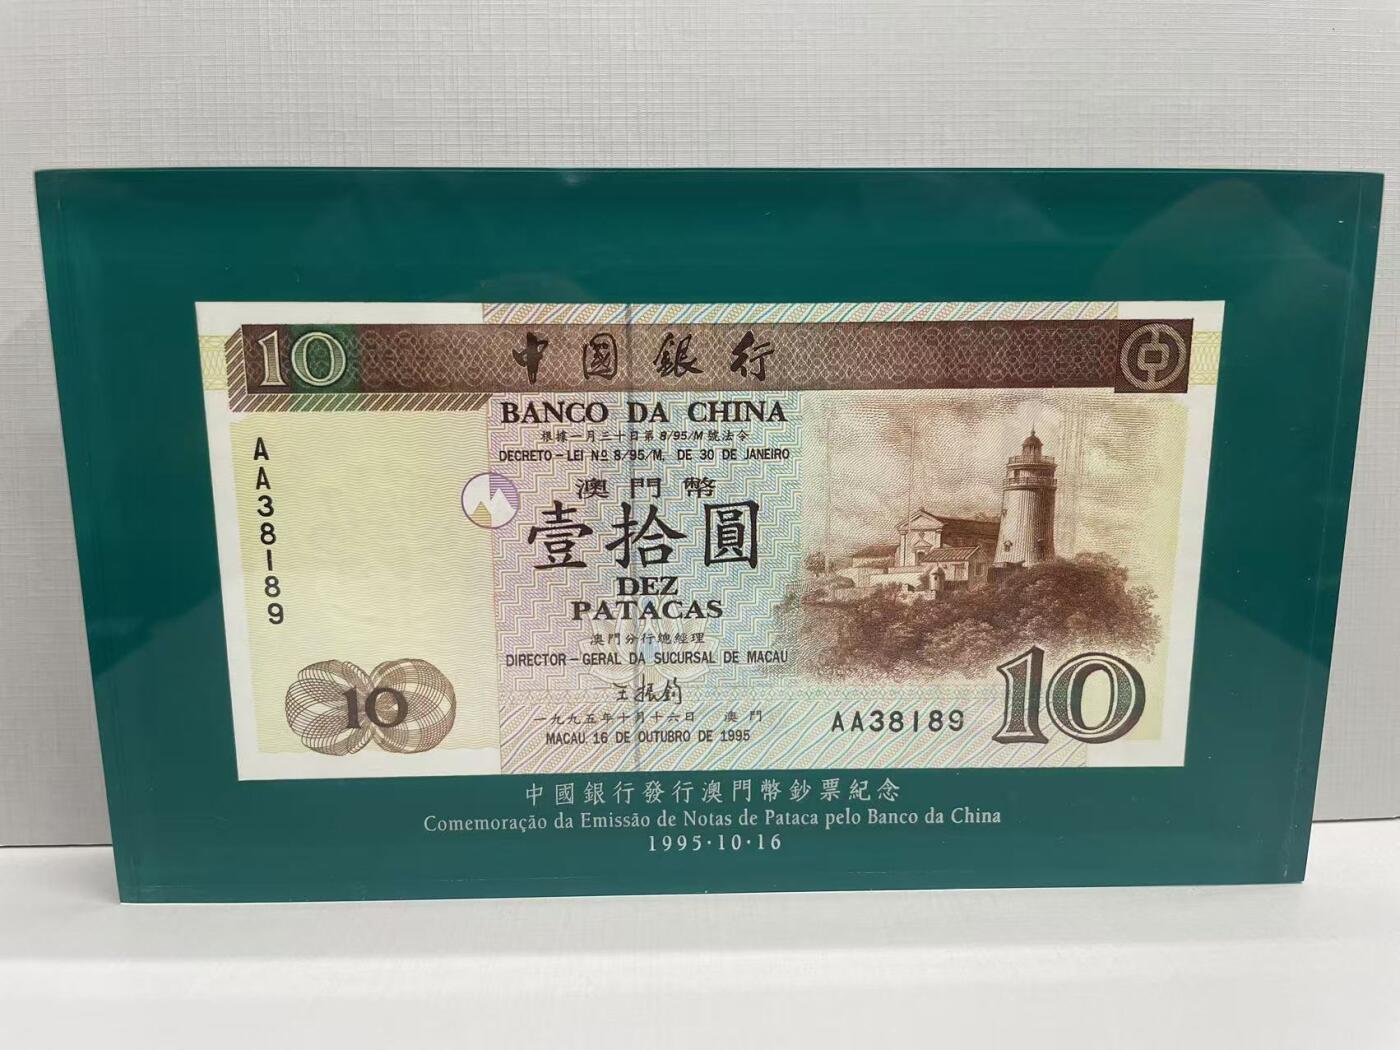 10
中國銀行
BANCO DA CHINA
根據一月三十日第8/95/M號法令
DECRETO-LEI Nº 8/95/M, DE 30 DE JANEIRO
AA38189
澳門幣
壹拾圓
DEZ
PATACAS
澳門分行總經理
DIRECTOR-GERAL DA SUCURSAL DE MACAU
王振鈞
10
一九九五年十月十六日 澳門
MACAU, 16 DE OUTUBRO DE 1995
AA38189
10
中國銀行發行澳門幣鈔票紀念
Comemoração da Emissão de Notas de Pataca pelo Banco da China
1995·10·16